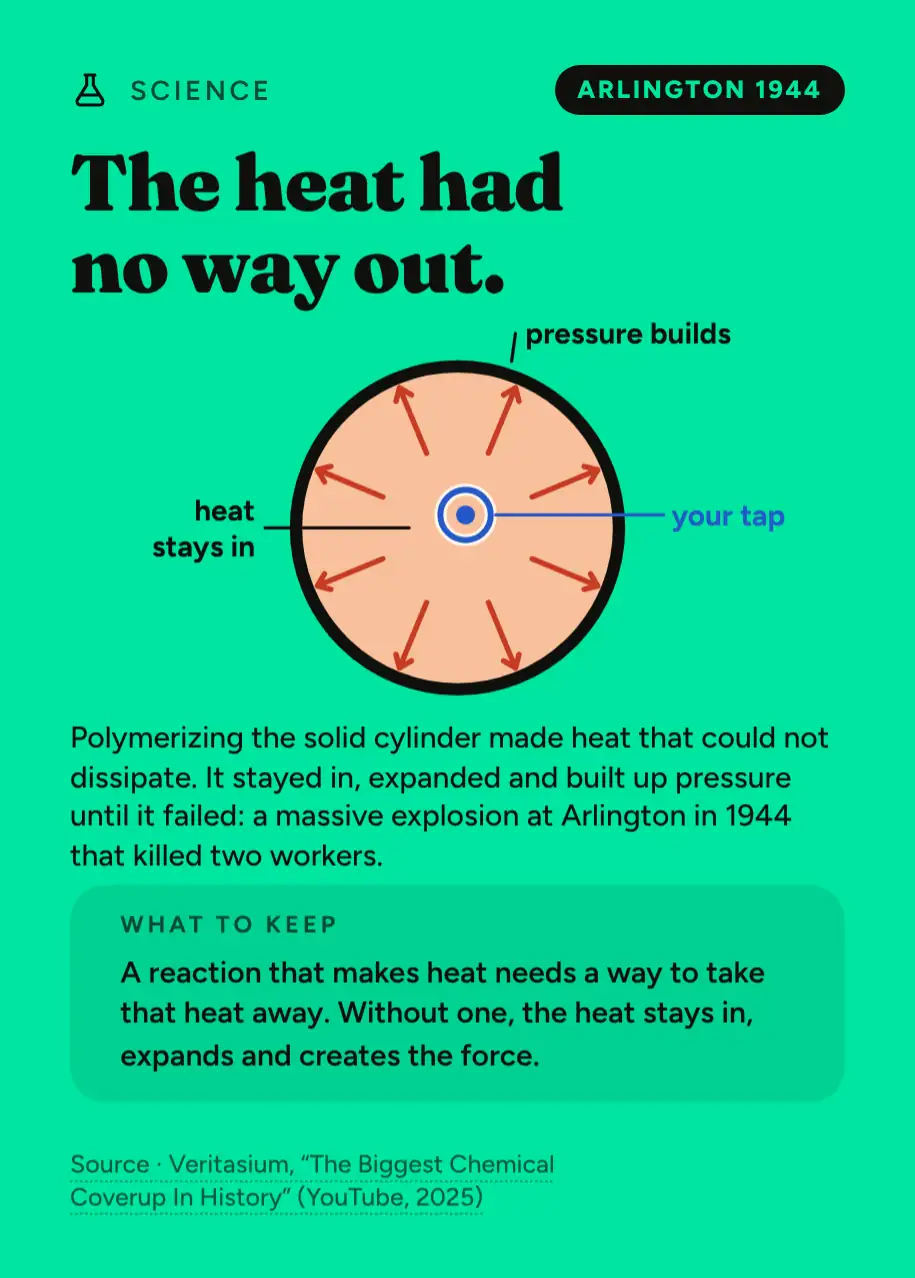 SCIENCE
ARLINGTON 1944
The heat had
no way out.
pressure builds
heat
stays in
your tap
Polymerizing the solid cylinder made heat that could not
dissipate. It stayed in, expanded and built up pressure
until it failed: a massive explosion at Arlington in 1944
that killed two workers.
WHAT TO KEEP
A reaction that makes heat needs a way to take
that heat away. Without one, the heat stays in,
expands and creates the force.
Source · Veritasium, “The Biggest Chemical
Coverup In History” (YouTube, 2025)